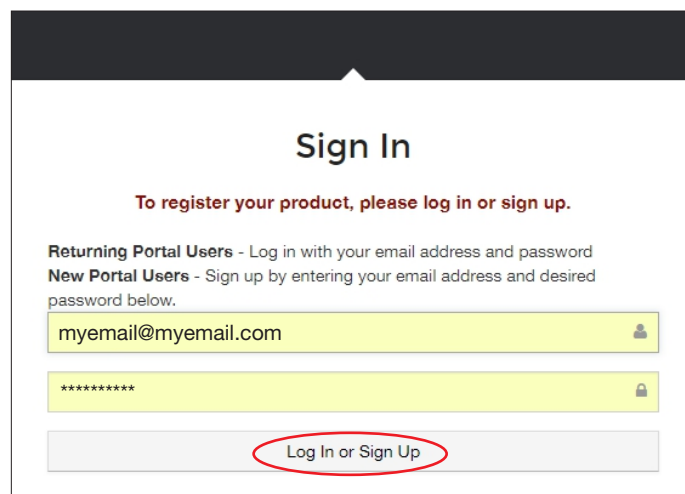 Sign In
To register your product, please log in or sign up.
Returning Portal Users - Log in with your email address and password
New Portal Users - Sign up by entering your email address and desired
password below.
myemail@myemail.com
**********
Log In or Sign Up